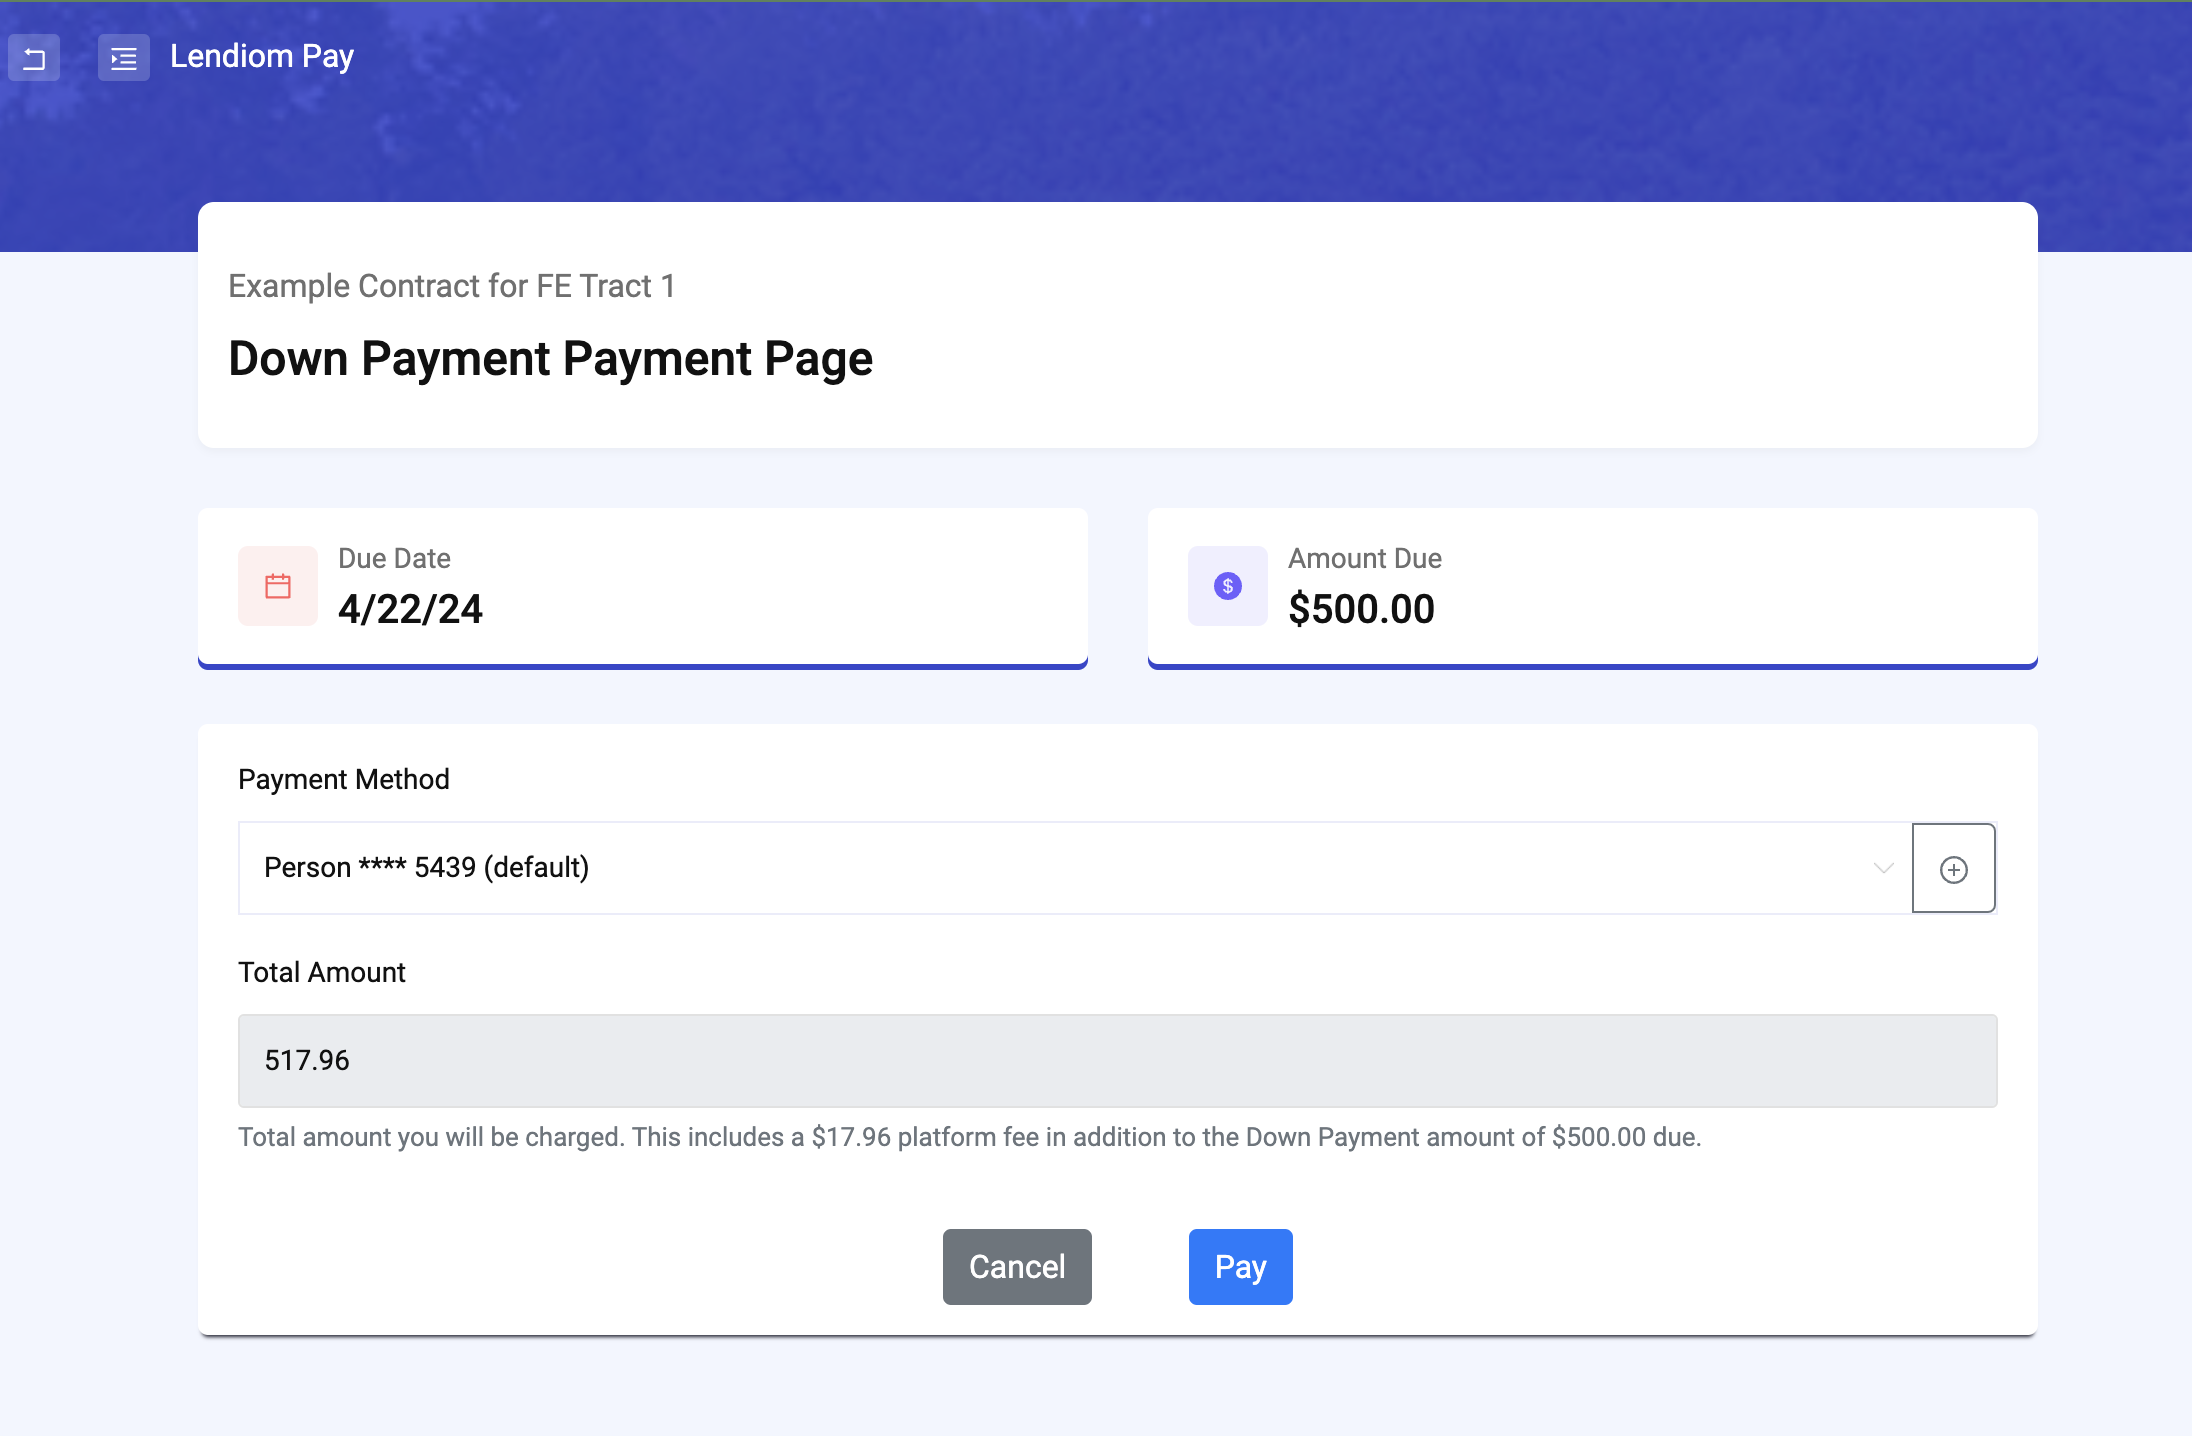 Lendiom Pay
Example Contract for FE Tract 1
Down Payment Payment Page
Due Date
4/22/24
Amount Due
$500.00
Payment Method
Person **** 5439 (default)
Total Amount
517.96
Total amount you will be charged. This includes a $17.96 platform fee in addition to the Down Payment amount of $500.00 due.
Cancel
Pay